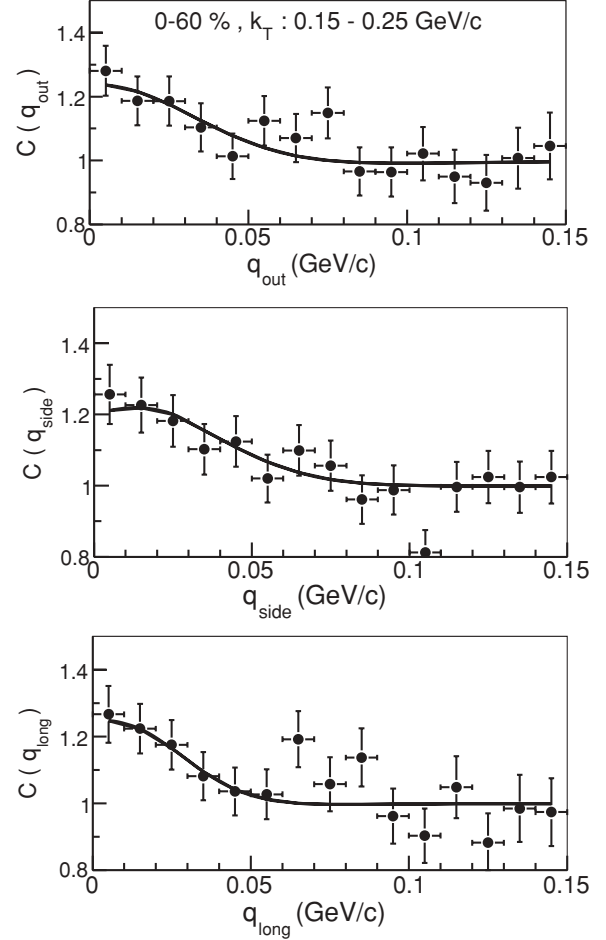 0-60 % , k_T : 0.15 - 0.25 GeV/c
C ( q_out )
1.4
1.2
1
0.8
0 0.05 0.1 0.15
q_out (GeV/c)
C ( q_side )
1.4
1.2
1
0.8
0 0.05 0.1 0.15
q_side (GeV/c)
C ( q_long )
1.4
1.2
1
0.8
0 0.05 0.1 0.15
q_long (GeV/c)